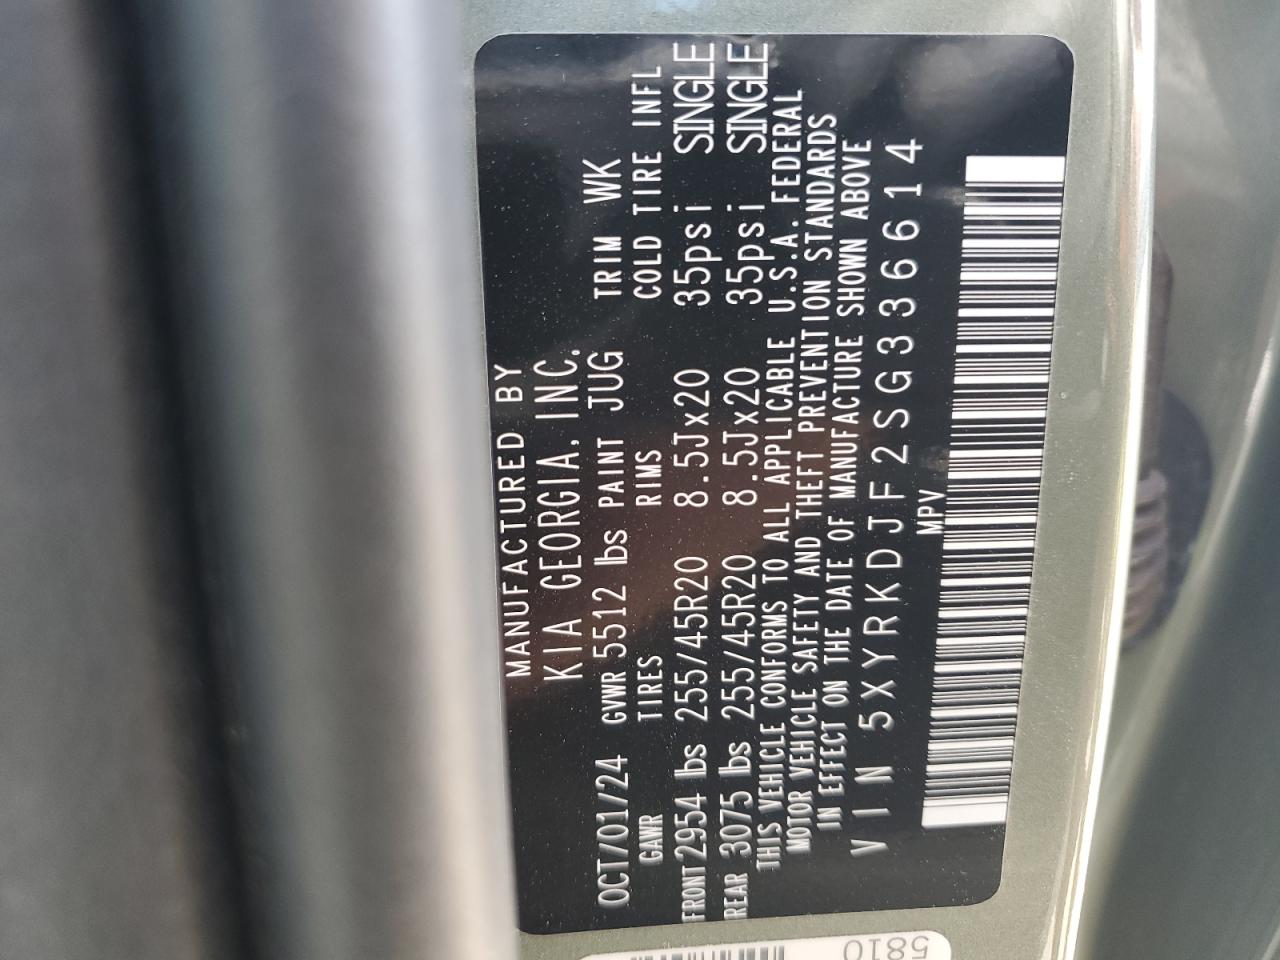 MANUFACTURED BY
KIA GEORGIA, INC.
OCT/01/24 GVWR 5512 lbs PAINT JUG TRIM WK
GAWR TIRES RIMS COLD TIRE INFL
FRONT 2954 lbs 255/45R20 8.5Jx20 35psi SINGLE
REAR 3075 lbs 255/45R20 8.5Jx20 35psi SINGLE
THIS VEHICLE CONFORMS TO ALL APPLICABLE U.S.A. FEDERAL
MOTOR VEHICLE SAFETY AND THEFT PREVENTION STANDARDS
IN EFFECT ON THE DATE OF MANUFACTURE SHOWN ABOVE
VIN 5XYRKDJF2SG336614
MPV
5810